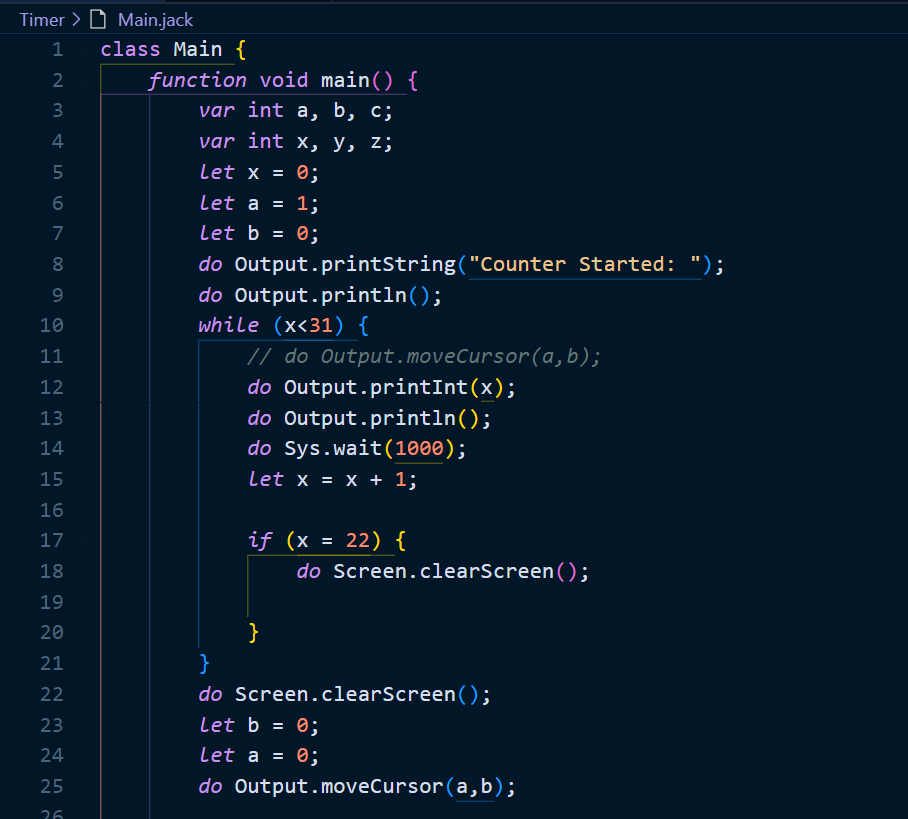 Timer > Main.jack
1 class Main {
2 function void main() {
3 var int a, b, c;
4 var int x, y, z;
5 let x = 0;
6 let a = 1;
7 let b = 0;
8 do Output.printString("Counter Started: ");
9 do Output.println();
10 while (x<31) {
11 // do Output.moveCursor(a,b);
12 do Output.printInt(x);
13 do Output.println();
14 do Sys.wait(1000);
15 let x = x + 1;
16
17 if (x = 22) {
18 do Screen.clearScreen();
19
20 }
21 }
22 do Screen.clearScreen();
23 let b = 0;
24 let a = 0;
25 do Output.moveCursor(a,b);
26